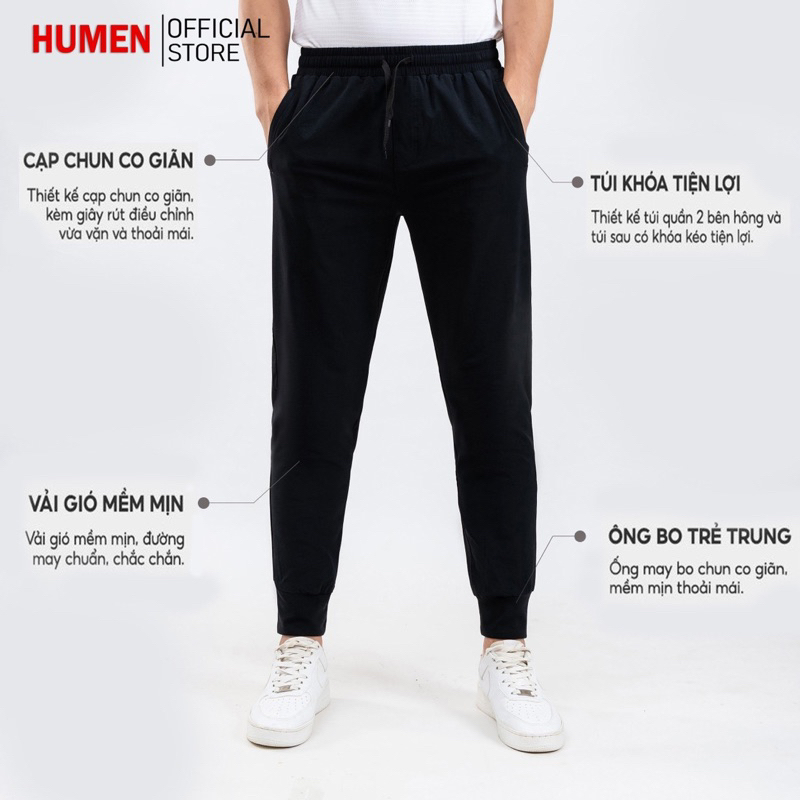 HUMEN
OFFICIAL
STORE
CẠP CHUN CO GIÃN
Thiết kế cạp chun co giãn,
kèm giây rút điều chỉnh
vừa vặn và thoải mái.
TÚI KHÓA TIỆN LỢI
Thiết kế túi quần 2 bên hông và
túi sau có khóa kéo tiện lợi.
VẢI GIÓ MỀM MỊN
Vải gió mềm mịn, đường
may chuẩn, chắc chắn.
ÔNG BO TRẺ TRUNG
Ống may bo chun co giãn,
mềm mịn thoải mái.